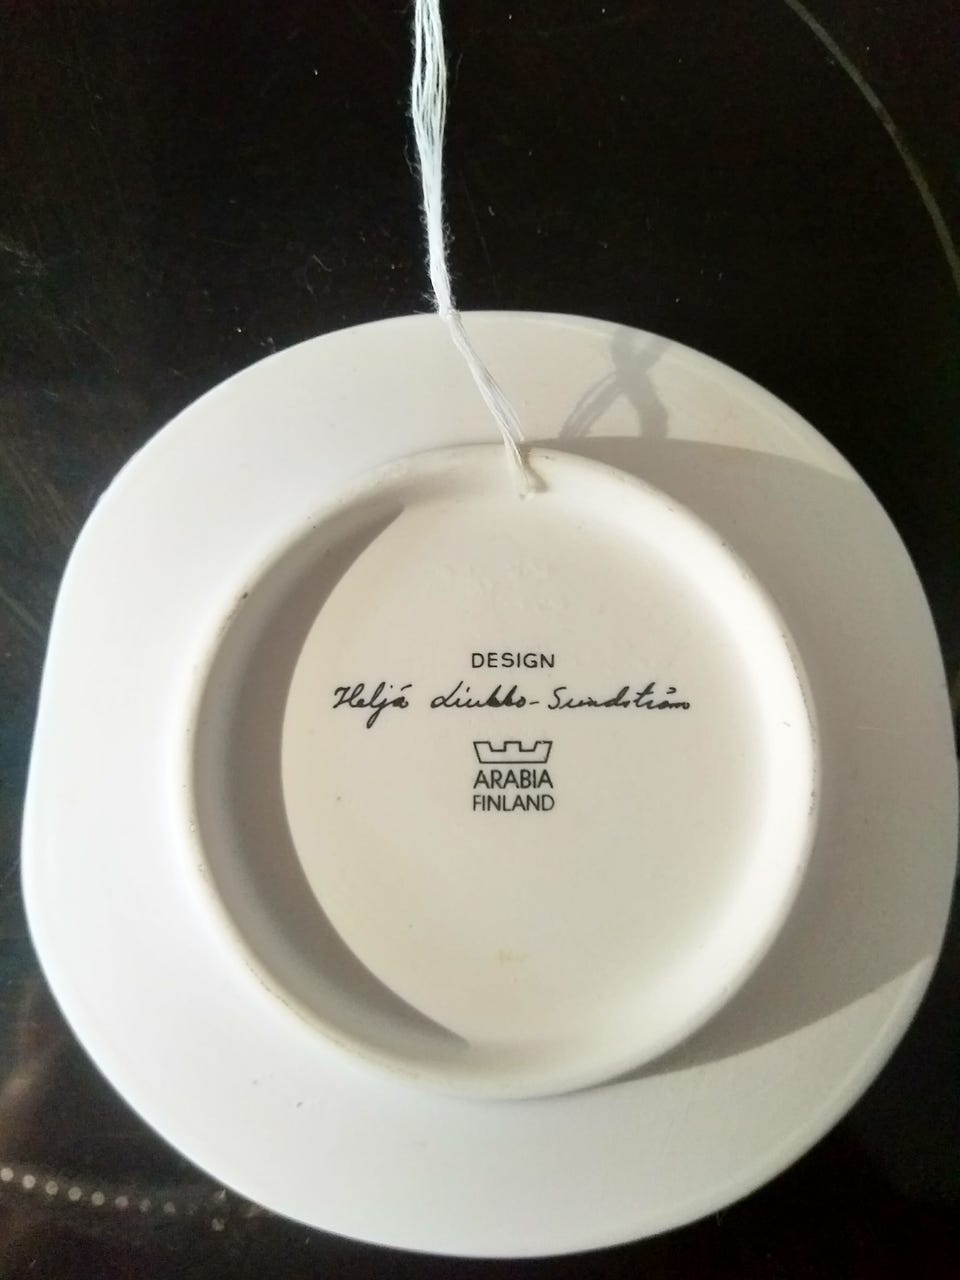 DESIGN
Heljä Liukko-Sundström
ARABIA
FINLAND